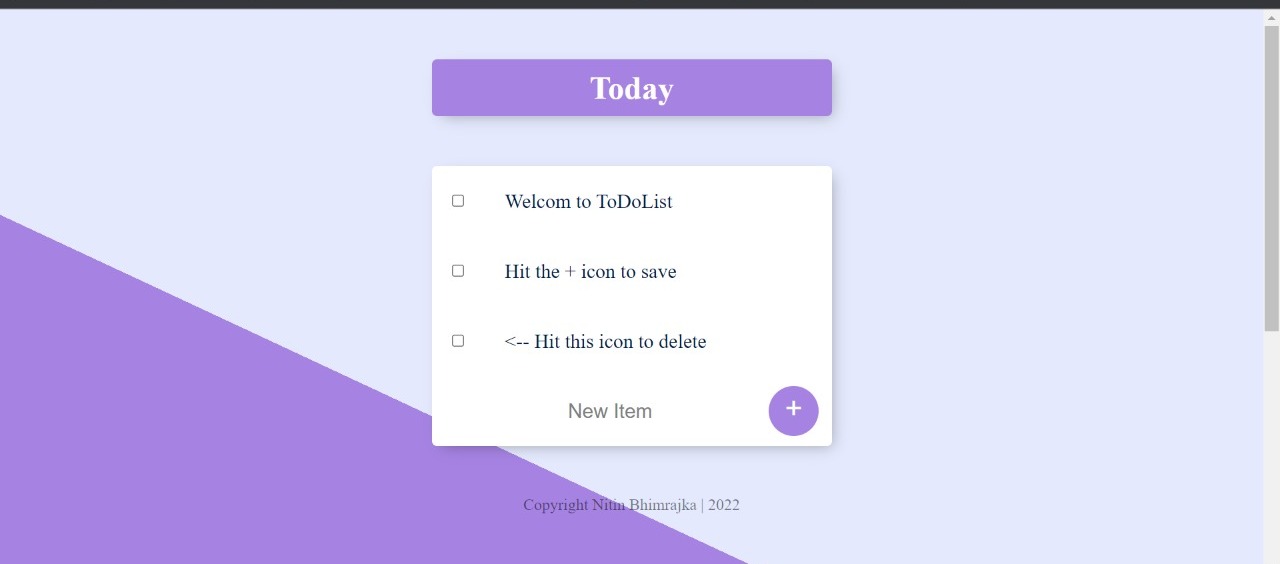 Today
Welcom to ToDoList
Hit the + icon to save
<-- Hit this icon to delete
New Item
+
Copyright Nitin Bhimrajka | 2022